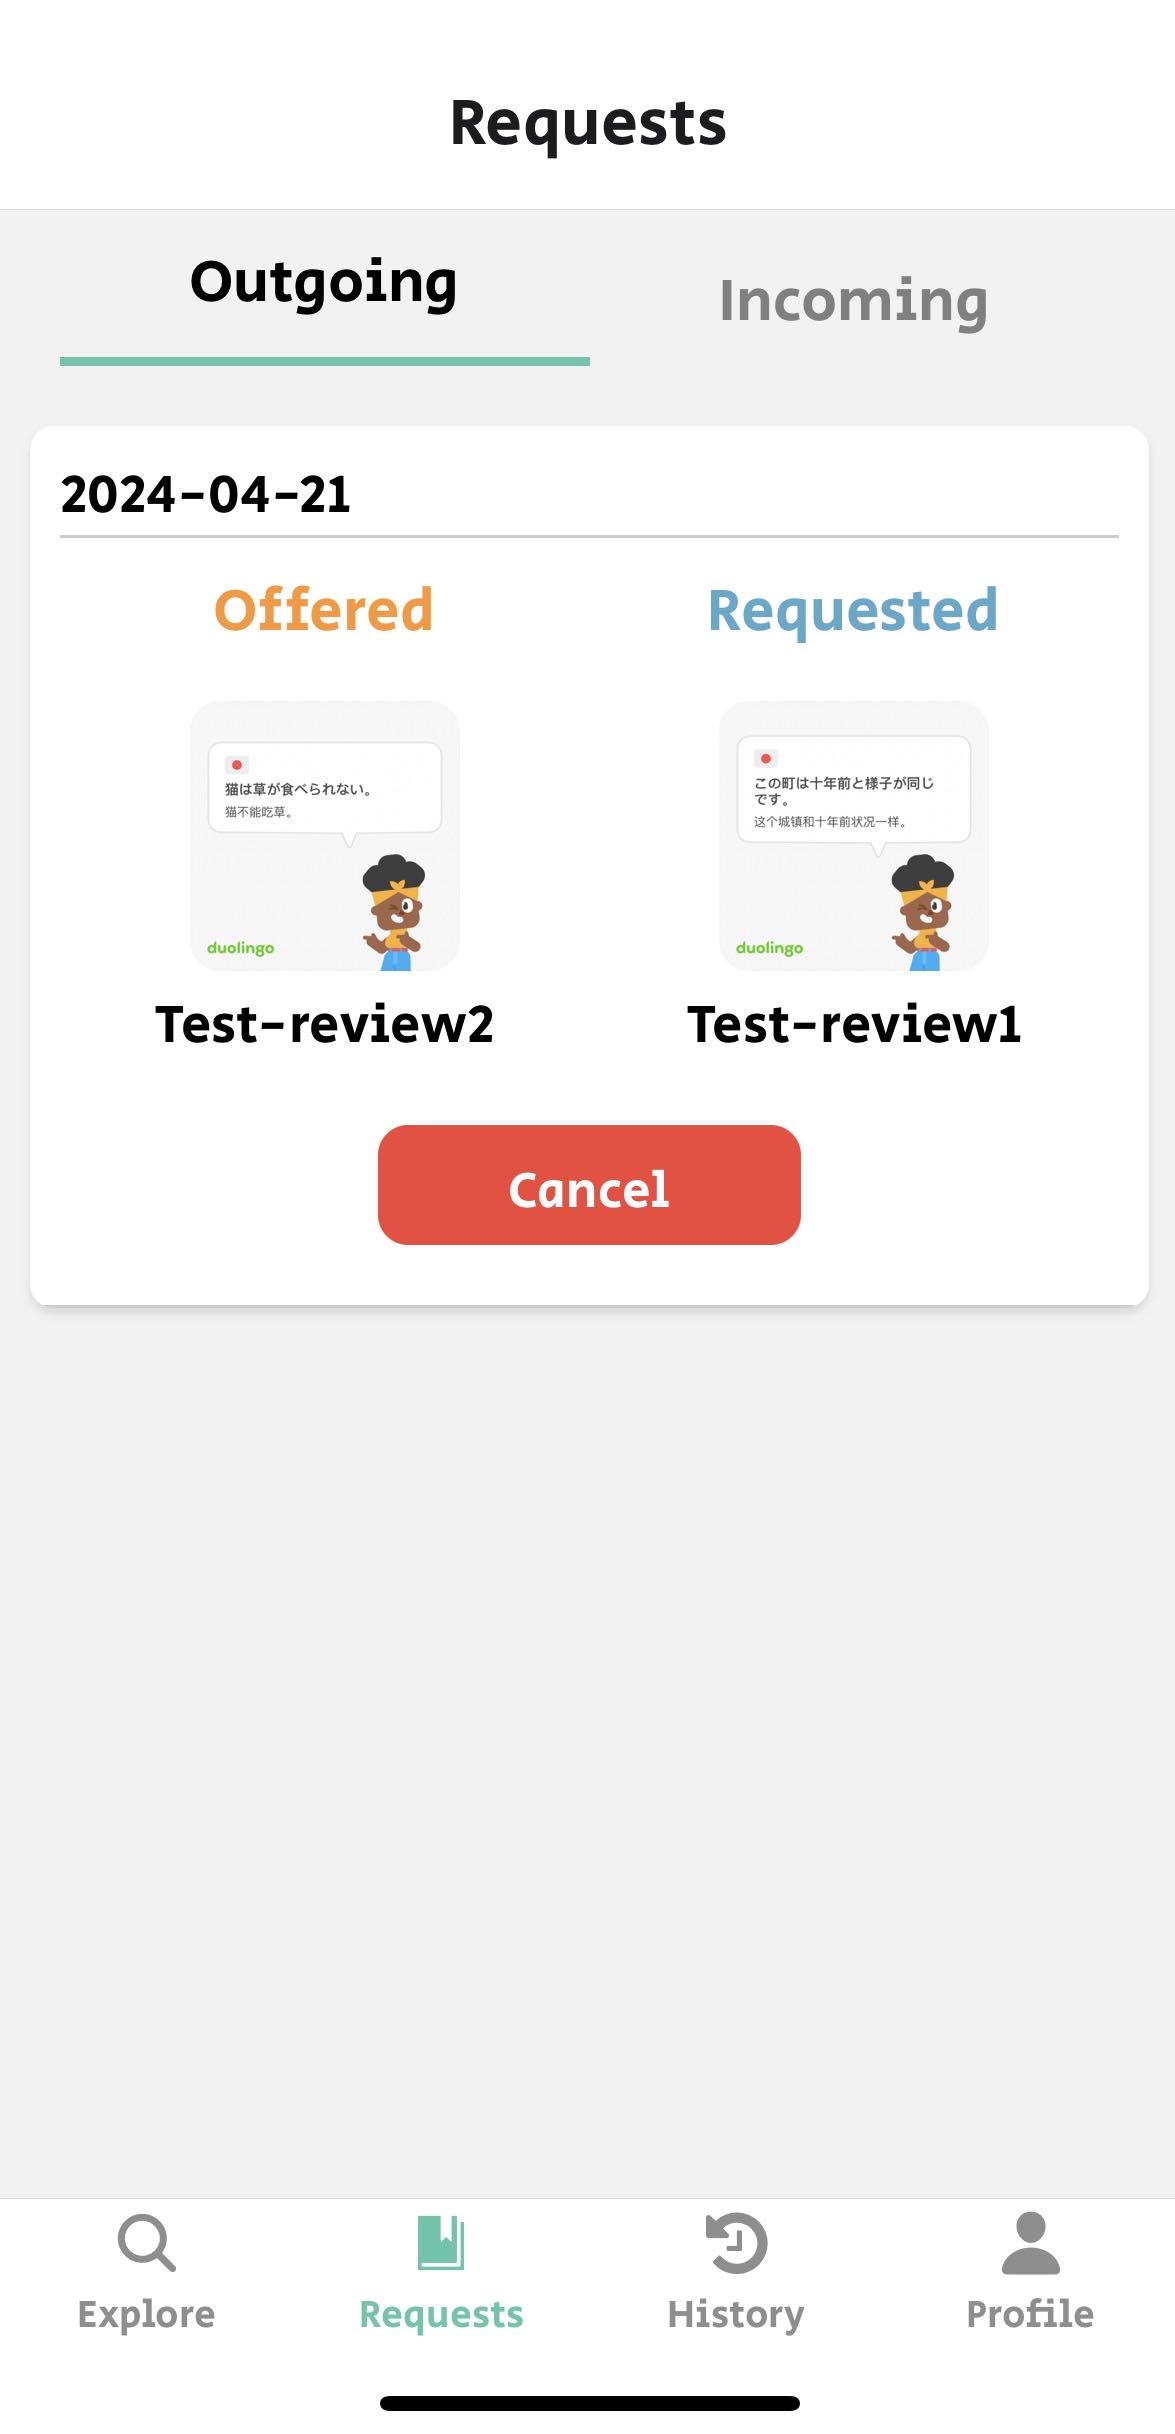 Requests
Outgoing
Incoming
2024-04-21
Offered
Requested
猫は草が食べられない。
猫不能吃草。
duolingo
この町は十年前と様子が同じ
です。
这个城镇和十年前状况一样。
duolingo
Test-review2
Test-review1
Cancel
Explore
Requests
History
Profile